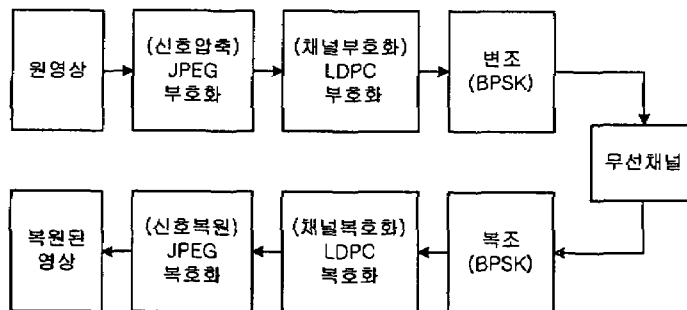 원영상
(신호압축)
JPEG
부호화
(채널부호화)
LDPC
부호화
변조
(BPSK)
무선채널
복원된
영상
(신호복원)
JPEG
복호화
(채널복호화)
LDPC
복호화
복조
(BPSK)